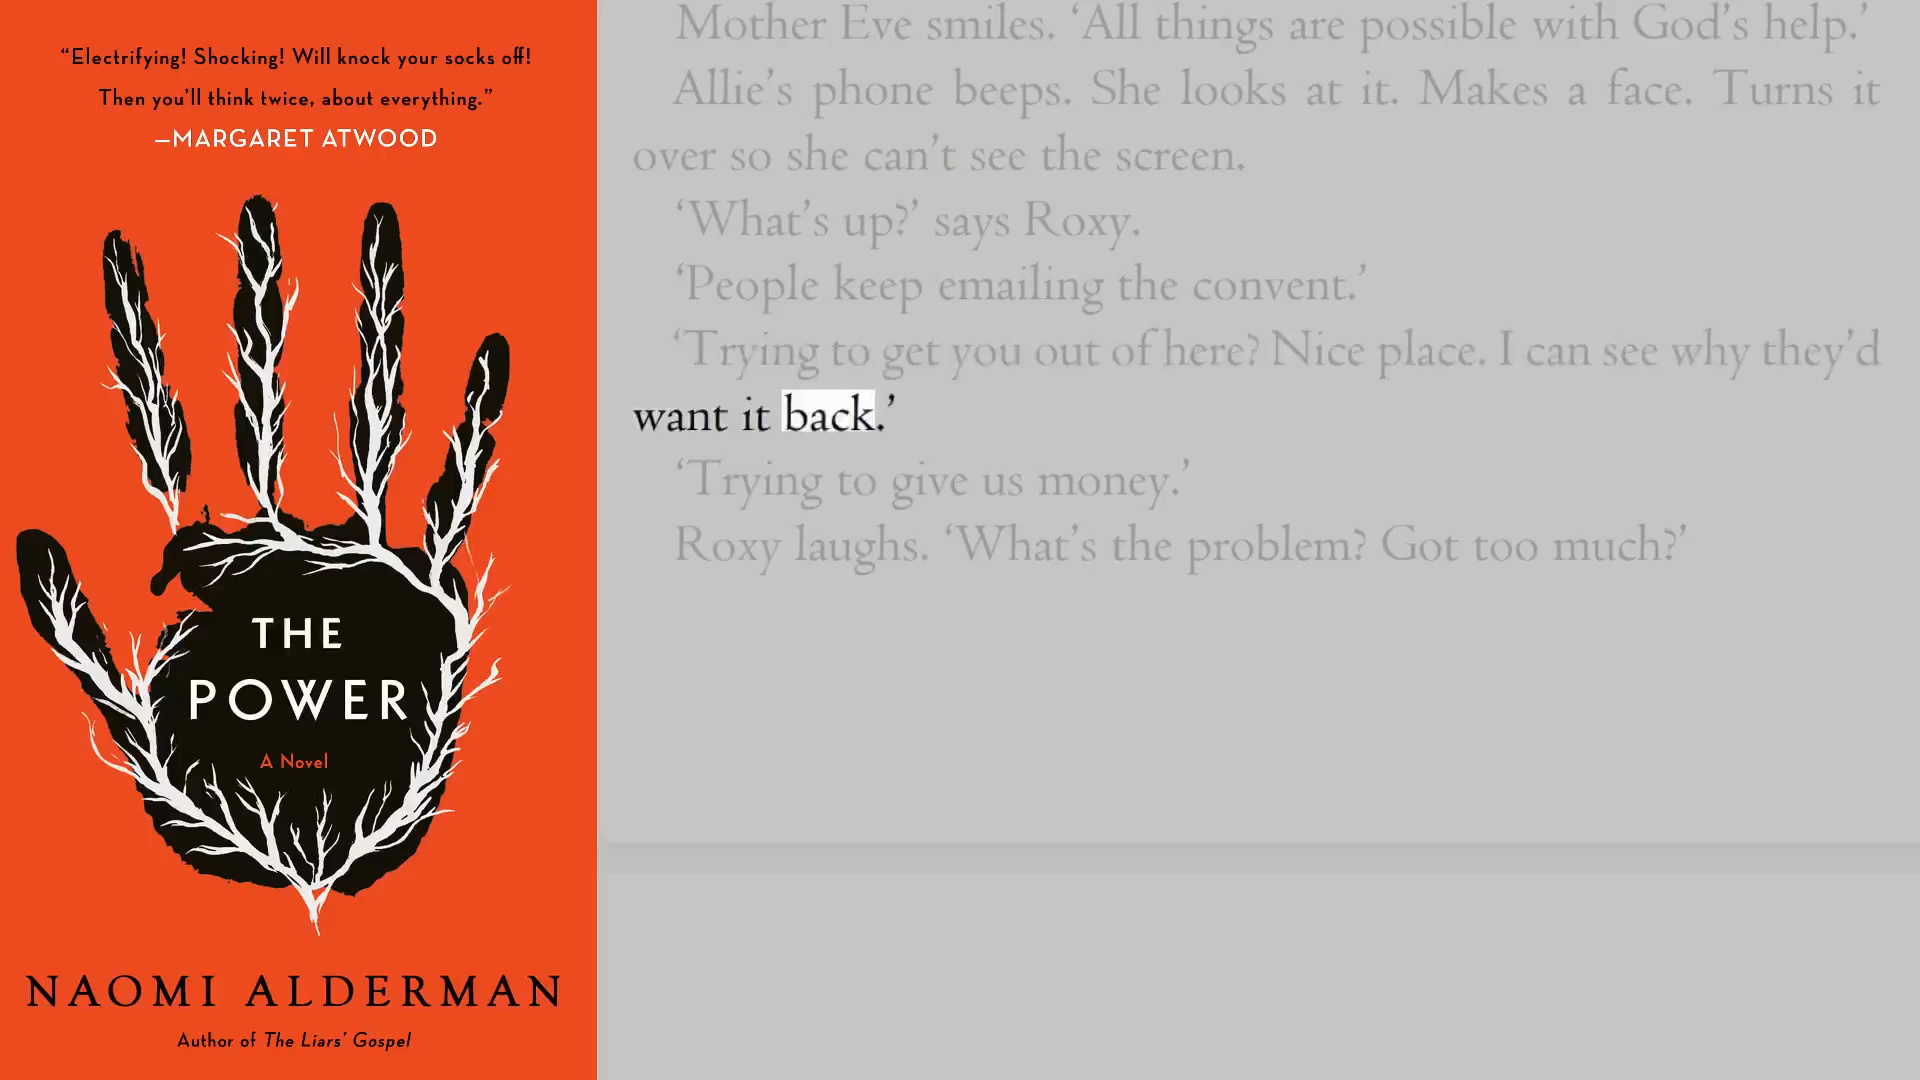 “Electrifying! Shocking! Will knock your socks off!
Then you’ll think twice, about everything.”
—MARGARET ATWOOD
THE
POWER
A Novel
NAOMI ALDERMAN
Author of The Liars’ Gospel
Mother Eve smiles. ‘All things are possible with God’s help.’
Allie’s phone beeps. She looks at it. Makes a face. Turns it
over so she can’t see the screen.
‘What’s up?’ says Roxy.
‘People keep emailing the convent.’
‘Trying to get you out of here? Nice place. I can see why they’d
want it back.’
‘Trying to give us money.’
Roxy laughs. ‘What’s the problem? Got too much?’